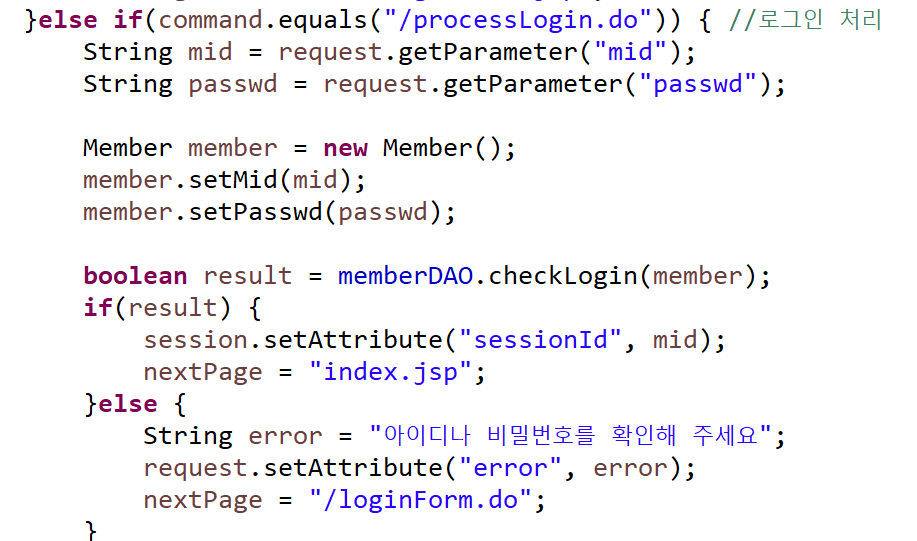 }else if(command.equals("/processLogin.do")) { //로그인 처리
String mid = request.getParameter("mid");
String passwd = request.getParameter("passwd");
Member member = new Member();
member.setMid(mid);
member.setPasswd(passwd);
boolean result = memberDAO.checkLogin(member);
if(result) {
session.setAttribute("sessionId", mid);
nextPage = "index.jsp";
}else {
String error = "아이디나 비밀번호를 확인해 주세요";
request.setAttribute("error", error);
nextPage = "/loginForm.do";
}